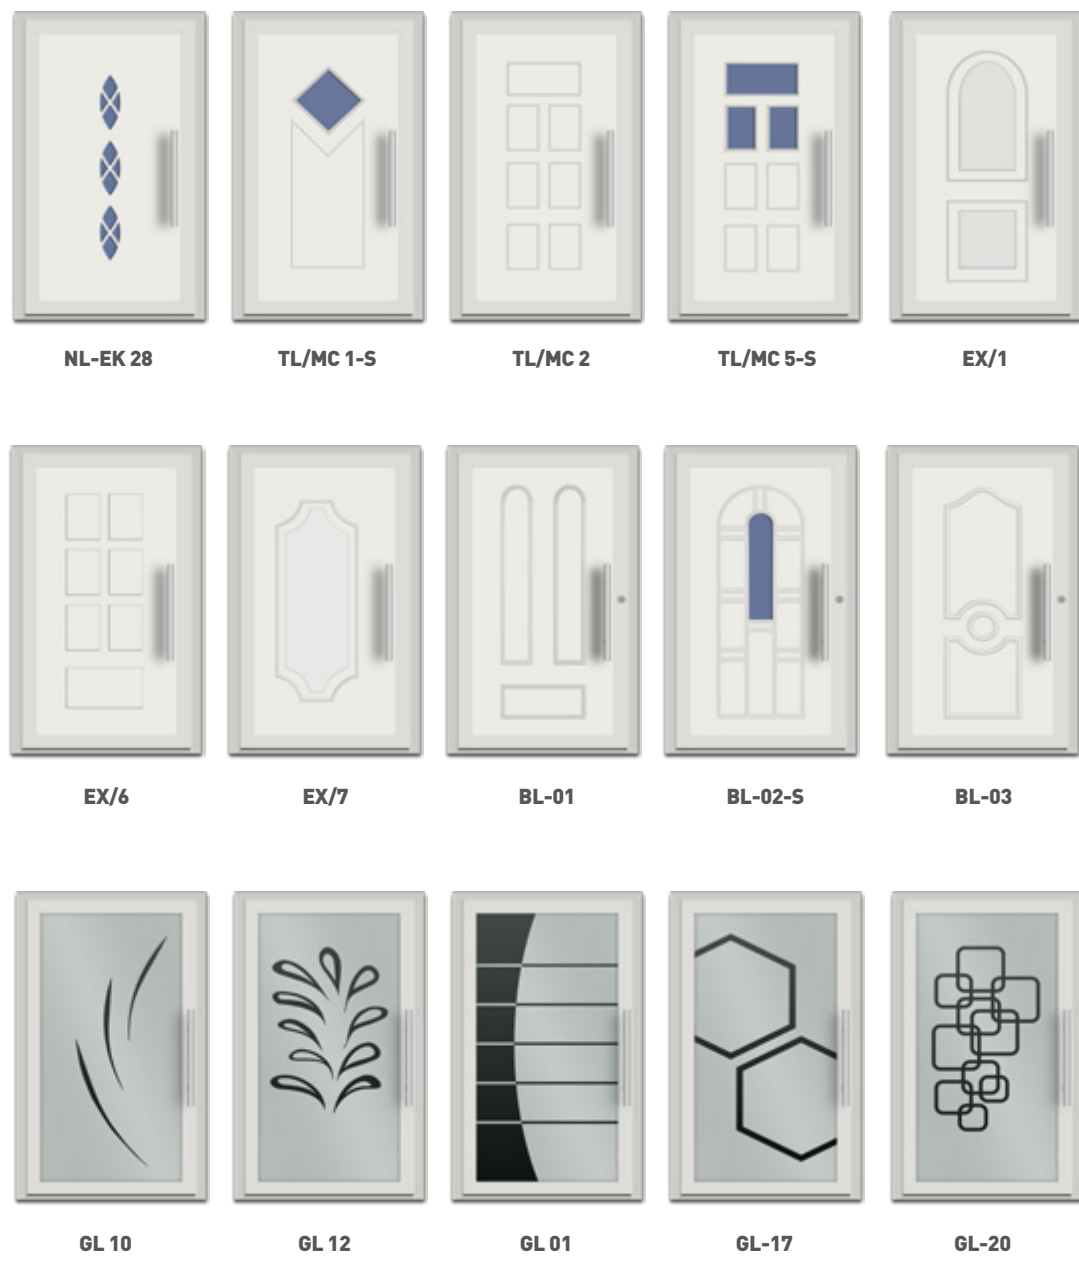 NL-EK 28 TL/MC 1-S TL/MC 2 TL/MC 5-S EX/1
EX/6 EX/7 BL-01 BL-02-S BL-03
GL 10 GL 12 GL 01 GL-17 GL-20